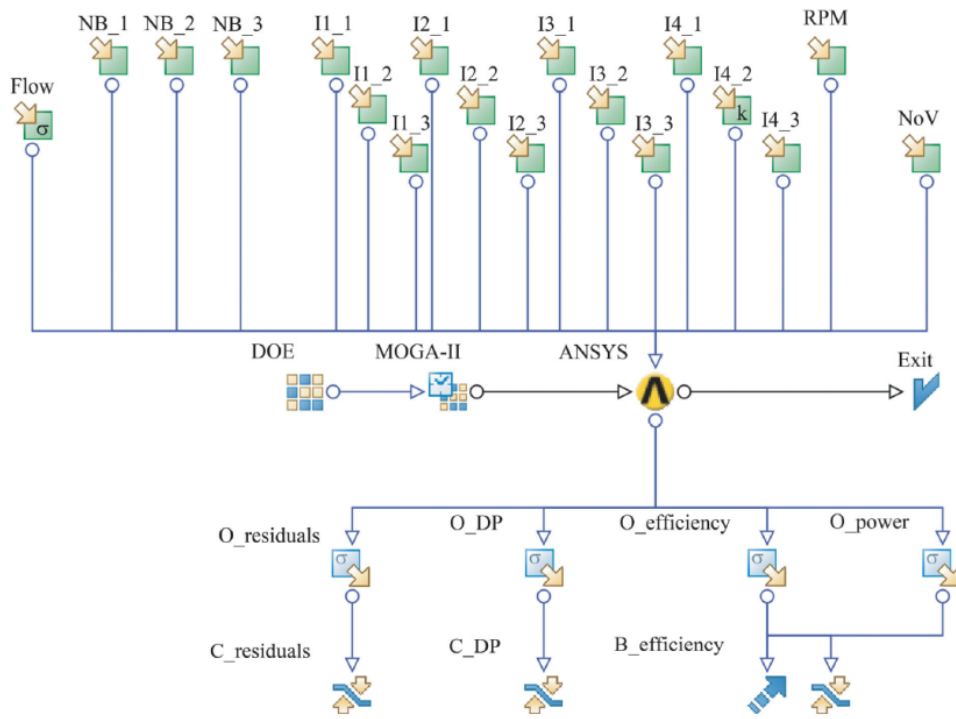 NB_1 NB_2 NB_3 I1_1 I2_1 I3_1 I4_1 RPM
I1_2 I2_2 I3_2 I4_2
Flow
σ
k
I1_3 I2_3 I3_3 I4_3 NoV
DOE MOGA-II ANSYS Exit
O_residuals O_DP O_efficiency O_power
σ σ σ σ
C_residuals C_DP B_efficiency